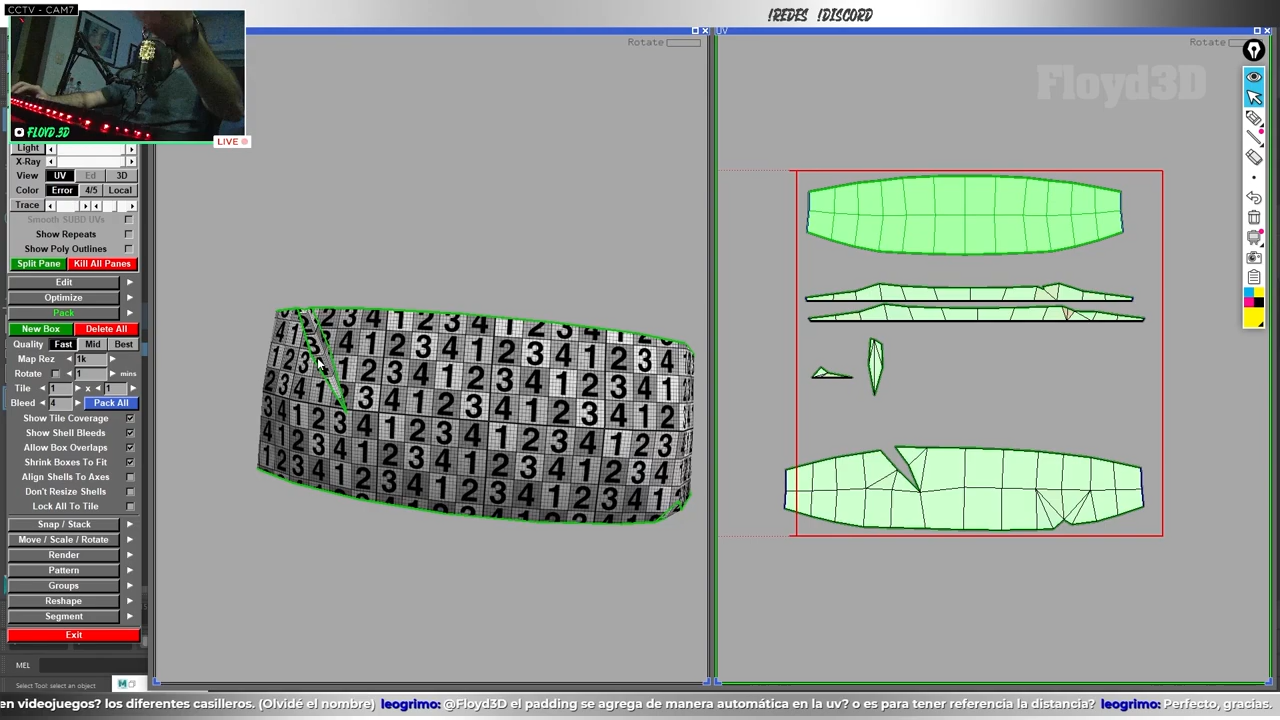 CCTV - CAM7
!REDES !DISCORD
FLOYD.3D
LIVE
Rotate
UV
Rotate
Floyd3D
Light
X-Ray
View UV Ed 3D
Color Error 4/5 Local
Trace
Smooth SUBD UVs
Show Repeats
Show Poly Outlines
Split Pane Kill All Panes
Edit
Optimize
Pack
New Box Delete All
Quality Fast Mid Best
Map Rez 1k
Rotate 1 mins
Tile 1 x 1
Bleed 4 Pack All
Show Tile Coverage
Show Shell Bleeds
Allow Box Overlaps
Shrink Boxes To Fit
Align Shells To Axes
Don't Resize Shells
Lock All To Tile
Snap / Stack
Move / Scale / Rotate
Render
Pattern
Groups
Reshape
Segment
Exit
MEL
Select Tool: select an object
en videojuegos? los diferentes casilleros. (Olvidé el nombre) leogrimo: @Floyd3D el padding se agrega de manera automática en la uv? o es para tener referencia la distancia? leogrimo: Perfecto, gracias.